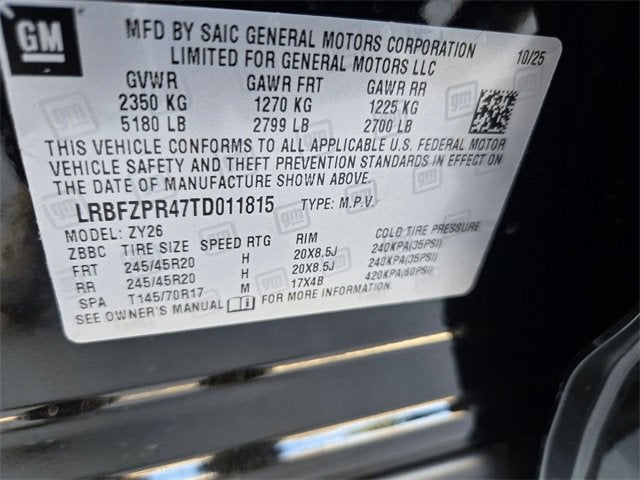 GM
MFD BY SAIC GENERAL MOTORS CORPORATION
LIMITED FOR GENERAL MOTORS LLC
10/25
GVWR GAWR FRT GAWR RR
2350 KG 1270 KG 1225 KG
5180 LB 2799 LB 2700 LB
THIS VEHICLE CONFORMS TO ALL APPLICABLE U.S. FEDERAL MOTOR
VEHICLE SAFETY AND THEFT PREVENTION STANDARDS IN EFFECT ON
THE DATE OF MANUFACTURE SHOWN ABOVE.
LRBFZPR47TD011815 TYPE: M.P.V.
MODEL: ZY26
ZBBC TIRE SIZE SPEED RTG RIM COLD TIRE PRESSURE
FRT 245/45R20 H 20X8.5J 240KPA(35PSI)
RR 245/45R20 H 20X8.5J 240KPA(35PSI)
SPA T145/70R17 M 17X4B 420KPA(60PSI)
SEE OWNER'S MANUAL FOR MORE INFORMATION.